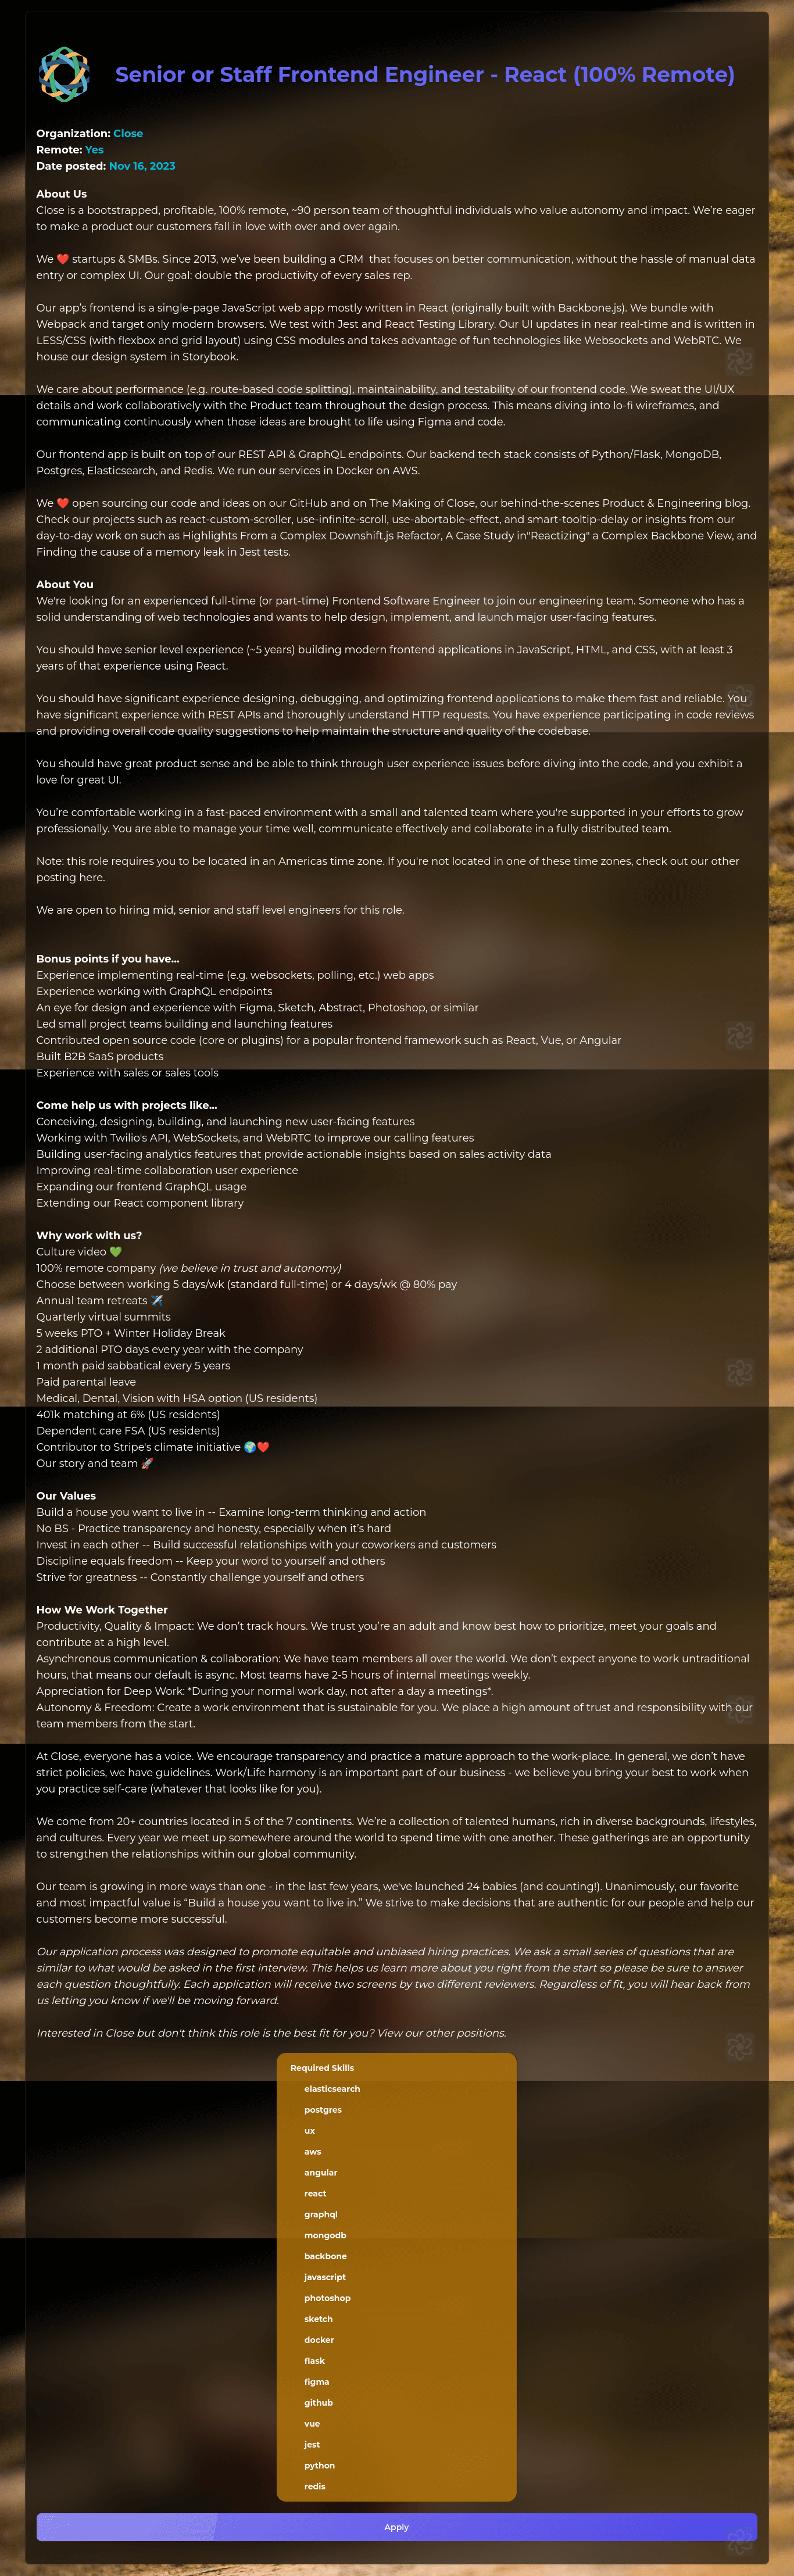 Senior or Staff Frontend Engineer - React (100% Remote)
Organization: Close
Remote: Yes
Date posted: Nov 16, 2023
About Us
Close is a bootstrapped, profitable, 100% remote, ~90 person team of thoughtful individuals who value autonomy and impact. We’re eager
to make a product our customers fall in love with over and over again.
We ❤️ startups & SMBs. Since 2013, we’ve been building a CRM  that focuses on better communication, without the hassle of manual data
entry or complex UI. Our goal: double the productivity of every sales rep.
Our app’s frontend is a single-page JavaScript web app mostly written in React (originally built with Backbone.js). We bundle with
Webpack and target only modern browsers. We test with Jest and React Testing Library. Our UI updates in near real-time and is written in
LESS/CSS (with flexbox and grid layout) using CSS modules and takes advantage of fun technologies like Websockets and WebRTC. We
house our design system in Storybook.
We care about performance (e.g. route-based code splitting), maintainability, and testability of our frontend code. We sweat the UI/UX
details and work collaboratively with the Product team throughout the design process. This means diving into lo-fi wireframes, and
communicating continuously when those ideas are brought to life using Figma and code.
Our frontend app is built on top of our REST API & GraphQL endpoints. Our backend tech stack consists of Python/Flask, MongoDB,
Postgres, Elasticsearch, and Redis. We run our services in Docker on AWS.
We ❤️ open sourcing our code and ideas on our GitHub and on The Making of Close, our behind-the-scenes Product & Engineering blog.
Check our projects such as react-custom-scroller, use-infinite-scroll, use-abortable-effect, and smart-tooltip-delay or insights from our
day-to-day work on such as Highlights From a Complex Downshift.js Refactor, A Case Study in"Reactizing" a Complex Backbone View, and
Finding the cause of a memory leak in Jest tests.
About You
We're looking for an experienced full-time (or part-time) Frontend Software Engineer to join our engineering team. Someone who has a
solid understanding of web technologies and wants to help design, implement, and launch major user-facing features.
You should have senior level experience (~5 years) building modern frontend applications in JavaScript, HTML, and CSS, with at least 3
years of that experience using React.
You should have significant experience designing, debugging, and optimizing frontend applications to make them fast and reliable. You
have significant experience with REST APIs and thoroughly understand HTTP requests. You have experience participating in code reviews
and providing overall code quality suggestions to help maintain the structure and quality of the codebase.
You should have great product sense and be able to think through user experience issues before diving into the code, and you exhibit a
love for great UI.
You’re comfortable working in a fast-paced environment with a small and talented team where you're supported in your efforts to grow
professionally. You are able to manage your time well, communicate effectively and collaborate in a fully distributed team.
Note: this role requires you to be located in an Americas time zone. If you're not located in one of these time zones, check out our other
posting here.
We are open to hiring mid, senior and staff level engineers for this role.
Bonus points if you have...
Experience implementing real-time (e.g. websockets, polling, etc.) web apps
Experience working with GraphQL endpoints
An eye for design and experience with Figma, Sketch, Abstract, Photoshop, or similar
Led small project teams building and launching features
Contributed open source code (core or plugins) for a popular frontend framework such as React, Vue, or Angular
Built B2B SaaS products
Experience with sales or sales tools
Come help us with projects like...
Conceiving, designing, building, and launching new user-facing features
Working with Twilio's API, WebSockets, and WebRTC to improve our calling features
Building user-facing analytics features that provide actionable insights based on sales activity data
Improving real-time collaboration user experience
Expanding our frontend GraphQL usage
Extending our React component library
Why work with us?
Culture video 💚
100% remote company (we believe in trust and autonomy)
Choose between working 5 days/wk (standard full-time) or 4 days/wk @ 80% pay
Annual team retreats ✈️
Quarterly virtual summits
5 weeks PTO + Winter Holiday Break
2 additional PTO days every year with the company
1 month paid sabbatical every 5 years
Paid parental leave
Medical, Dental, Vision with HSA option (US residents)
401k matching at 6% (US residents)
Dependent care FSA (US residents)
Contributor to Stripe's climate initiative 🌍❤️
Our story and team 🚀
Our Values
Build a house you want to live in -- Examine long-term thinking and action
No BS - Practice transparency and honesty, especially when it’s hard
Invest in each other -- Build successful relationships with your coworkers and customers
Discipline equals freedom -- Keep your word to yourself and others
Strive for greatness -- Constantly challenge yourself and others
How We Work Together
Productivity, Quality & Impact: We don’t track hours. We trust you’re an adult and know best how to prioritize, meet your goals and
contribute at a high level.
Asynchronous communication & collaboration: We have team members all over the world. We don’t expect anyone to work untraditional
hours, that means our default is async. Most teams have 2-5 hours of internal meetings weekly.
Appreciation for Deep Work: *During your normal work day, not after a day a meetings*.
Autonomy & Freedom: Create a work environment that is sustainable for you. We place a high amount of trust and responsibility with our
team members from the start.
At Close, everyone has a voice. We encourage transparency and practice a mature approach to the work-place. In general, we don’t have
strict policies, we have guidelines. Work/Life harmony is an important part of our business - we believe you bring your best to work when
you practice self-care (whatever that looks like for you).
We come from 20+ countries located in 5 of the 7 continents. We’re a collection of talented humans, rich in diverse backgrounds, lifestyles,
and cultures. Every year we meet up somewhere around the world to spend time with one another. These gatherings are an opportunity
to strengthen the relationships within our global community.
Our team is growing in more ways than one - in the last few years, we've launched 24 babies (and counting!). Unanimously, our favorite
and most impactful value is “Build a house you want to live in.” We strive to make decisions that are authentic for our people and help our
customers become more successful.
Our application process was designed to promote equitable and unbiased hiring practices. We ask a small series of questions that are
similar to what would be asked in the first interview. This helps us learn more about you right from the start so please be sure to answer
each question thoughtfully. Each application will receive two screens by two different reviewers. Regardless of fit, you will hear back from
us letting you know if we'll be moving forward.
Interested in Close but don't think this role is the best fit for you? View our other positions.
Required Skills
elasticsearch
postgres
ux
aws
angular
react
graphql
mongodb
backbone
javascript
photoshop
sketch
docker
flask
figma
github
vue
jest
python
redis
Apply